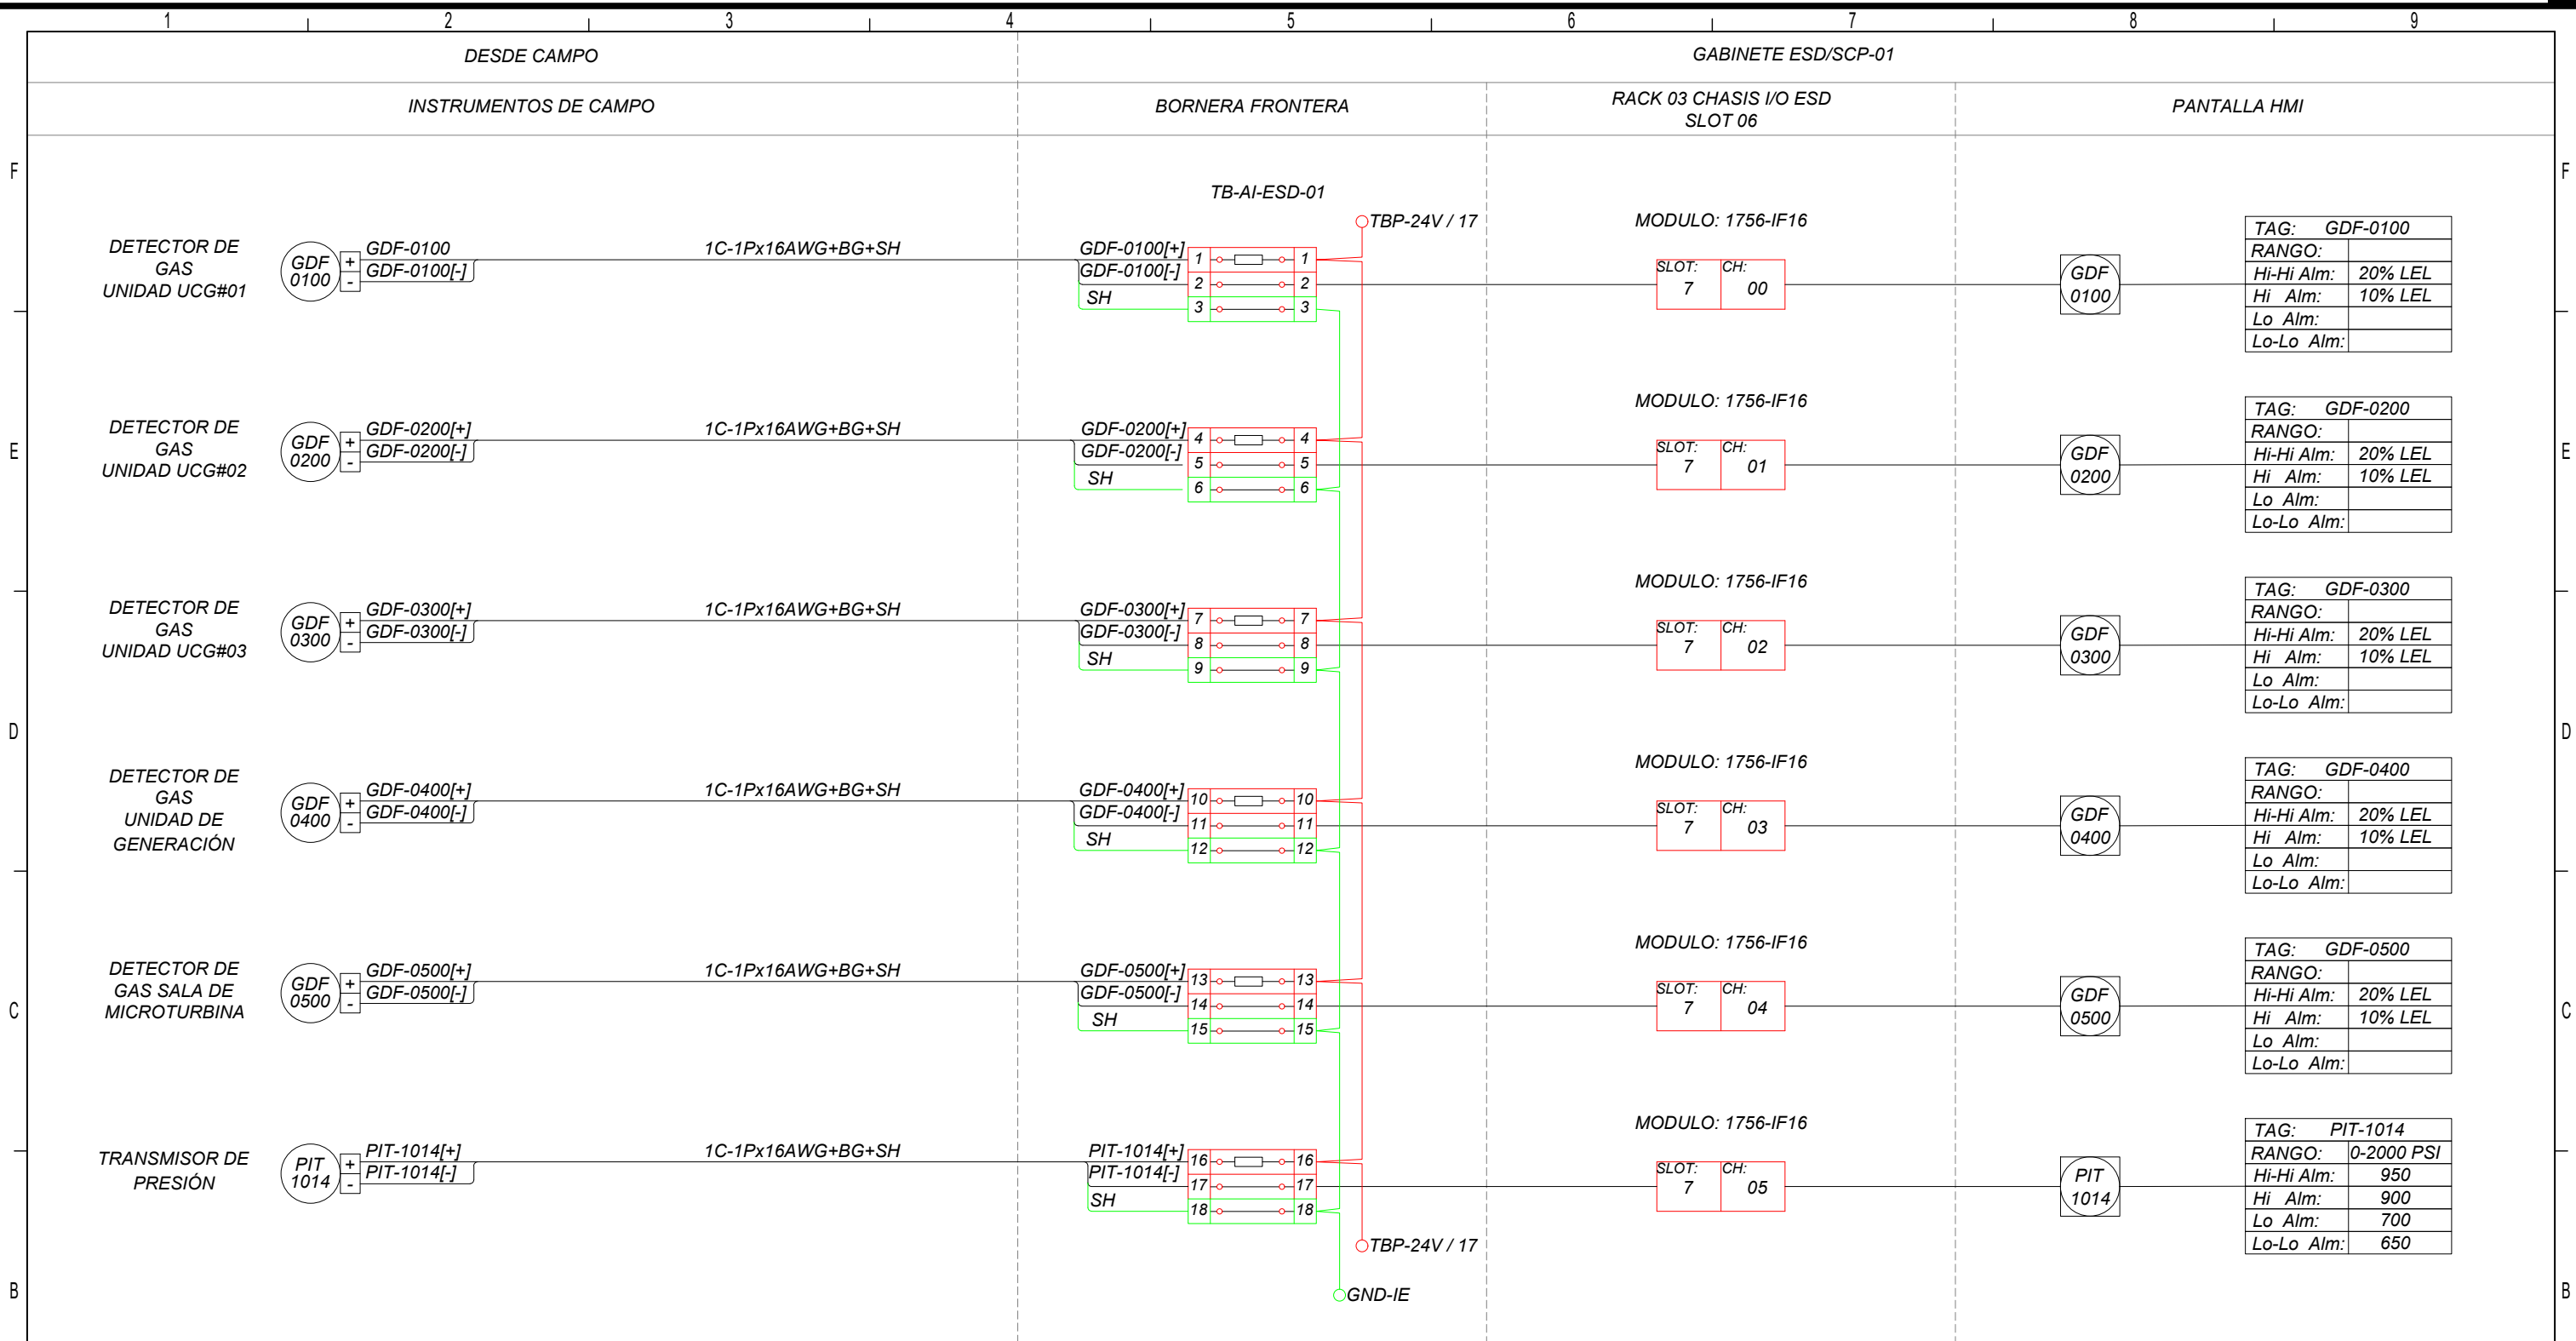 1 2 3 4 5 6 7 8 9
DESDE CAMPO
GABINETE ESD/SCP-01
INSTRUMENTOS DE CAMPO
BORNERA FRONTERA
RACK 03 CHASIS I/O ESD
SLOT 06
PANTALLA HMI
F
F
TB-AI-ESD-01
TBP-24V / 17
DETECTOR DE
GAS
UNIDAD UCG#01
GDF
0100
+
-
GDF-0100
GDF-0100[-]
1C-1Px16AWG+BG+SH
GDF-0100[+]
GDF-0100[-]
SH
1 1
2 2
3 3
MODULO: 1756-IF16
SLOT: CH:
7 00
GDF
0100
TAG: GDF-0100
RANGO:
Hi-Hi Alm: 20% LEL
Hi Alm: 10% LEL
Lo Alm:
Lo-Lo Alm:
E
E
DETECTOR DE
GAS
UNIDAD UCG#02
GDF
0200
+
-
GDF-0200[+]
GDF-0200[-]
1C-1Px16AWG+BG+SH
GDF-0200[+]
GDF-0200[-]
SH
4 4
5 5
6 6
MODULO: 1756-IF16
SLOT: CH:
7 01
GDF
0200
TAG: GDF-0200
RANGO:
Hi-Hi Alm: 20% LEL
Hi Alm: 10% LEL
Lo Alm:
Lo-Lo Alm:
DETECTOR DE
GAS
UNIDAD UCG#03
GDF
0300
+
-
GDF-0300[+]
GDF-0300[-]
1C-1Px16AWG+BG+SH
GDF-0300[+]
GDF-0300[-]
SH
7 7
8 8
9 9
MODULO: 1756-IF16
SLOT: CH:
7 02
GDF
0300
TAG: GDF-0300
RANGO:
Hi-Hi Alm: 20% LEL
Hi Alm: 10% LEL
Lo Alm:
Lo-Lo Alm:
D
D
DETECTOR DE
GAS
UNIDAD DE
GENERACIÓN
GDF
0400
+
-
GDF-0400[+]
GDF-0400[-]
1C-1Px16AWG+BG+SH
GDF-0400[+]
GDF-0400[-]
SH
10 10
11 11
12 12
MODULO: 1756-IF16
SLOT: CH:
7 03
GDF
0400
TAG: GDF-0400
RANGO:
Hi-Hi Alm: 20% LEL
Hi Alm: 10% LEL
Lo Alm:
Lo-Lo Alm:
C
C
DETECTOR DE
GAS SALA DE
MICROTURBINA
GDF
0500
+
-
GDF-0500[+]
GDF-0500[-]
1C-1Px16AWG+BG+SH
GDF-0500[+]
GDF-0500[-]
SH
13 13
14 14
15 15
MODULO: 1756-IF16
SLOT: CH:
7 04
GDF
0500
TAG: GDF-0500
RANGO:
Hi-Hi Alm: 20% LEL
Hi Alm: 10% LEL
Lo Alm:
Lo-Lo Alm:
TRANSMISOR DE
PRESIÓN
PIT
1014
+
-
PIT-1014[+]
PIT-1014[-]
1C-1Px16AWG+BG+SH
PIT-1014[+]
PIT-1014[-]
SH
16 16
17 17
18 18
MODULO: 1756-IF16
SLOT: CH:
7 05
PIT
1014
TAG: PIT-1014
RANGO: 0-2000 PSI
Hi-Hi Alm: 950
Hi Alm: 900
Lo Alm: 700
Lo-Lo Alm: 650
TBP-24V / 17
GND-IE
B
B